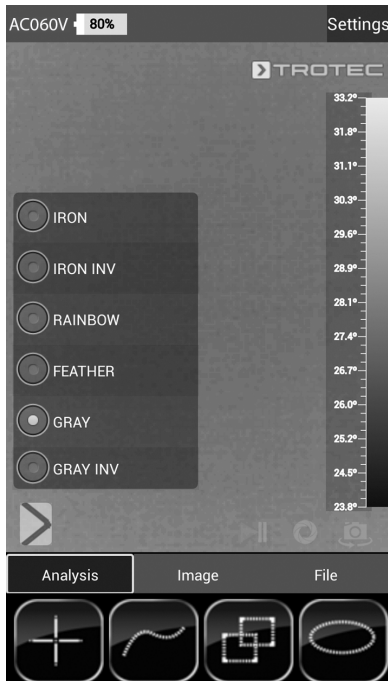 AC060V 80% Settings
TROTEC
33.2°
31.8°
31.1°
30.3°
29.6°
28.9°
28.1°
27.4°
26.7°
26.0°
25.2°
24.5°
23.8°
IRON
IRON INV
RAINBOW
FEATHER
GRAY
GRAY INV
Analysis Image File